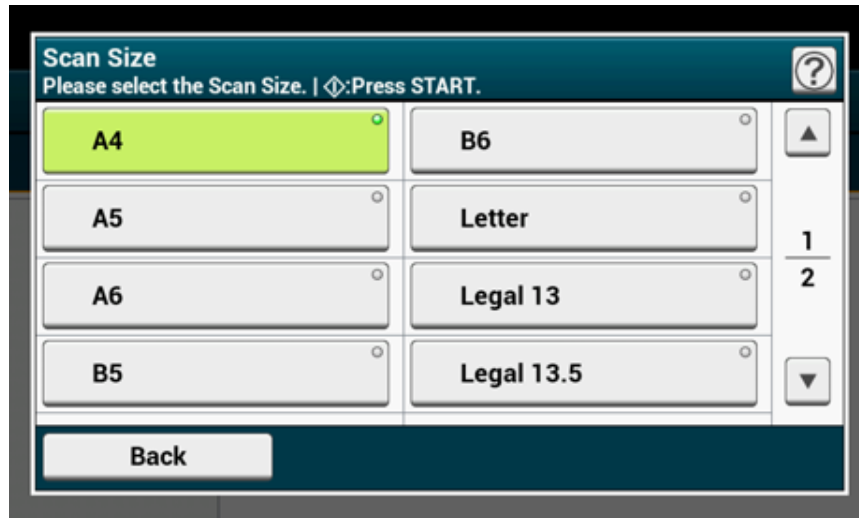 Scan Size
Please select the Scan Size. | :Press START.
A4
B6
A5
Letter
A6
Legal 13
B5
Legal 13.5
1
2
Back
?